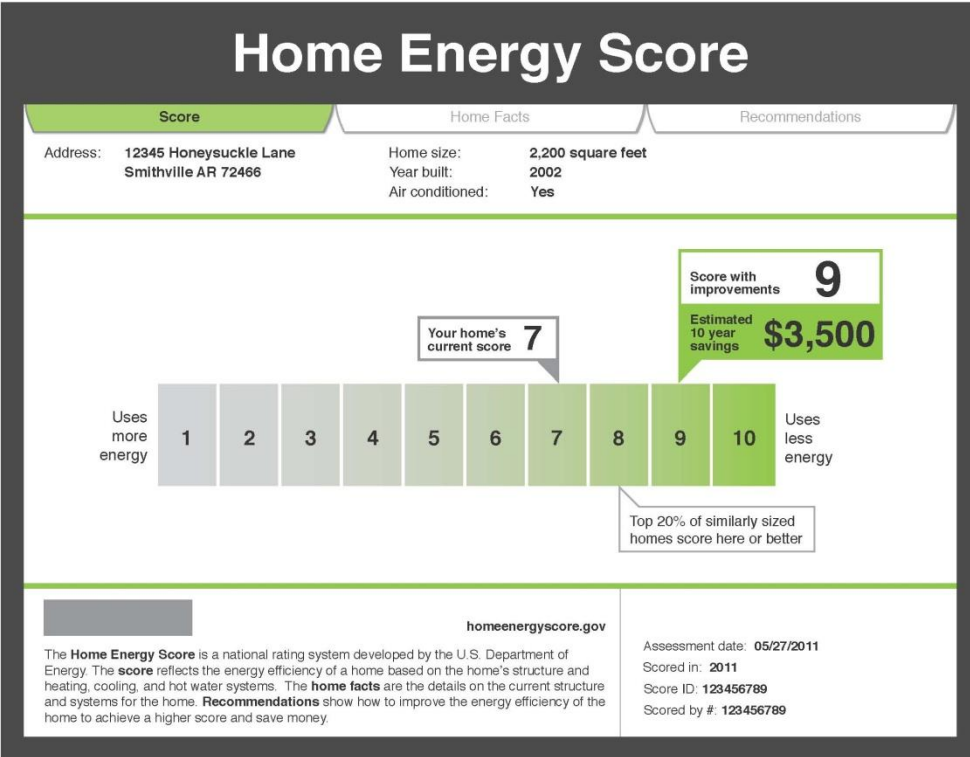 Home Energy Score
Score
Home Facts
Recommendations
Address: 12345 Honeysuckle Lane
Smithville AR 72466
Home size: 2,200 square feet
Year built: 2002
Air conditioned: Yes
Score with
improvements 9
Estimated
10 year
savings $3,500
Your home's
current score 7
Uses
more
energy
1 2 3 4 5 6 7 8 9 10
Uses
less
energy
Top 20% of similarly sized
homes score here or better
homeenergyscore.gov
The Home Energy Score is a national rating system developed by the U.S. Department of
Energy. The score reflects the energy efficiency of a home based on the home's structure and
heating, cooling, and hot water systems. The home facts are the details on the current structure
and systems for the home. Recommendations show how to improve the energy efficiency of the
home to achieve a higher score and save money.
Assessment date: 05/27/2011
Scored in: 2011
Score ID: 123456789
Scored by #: 123456789